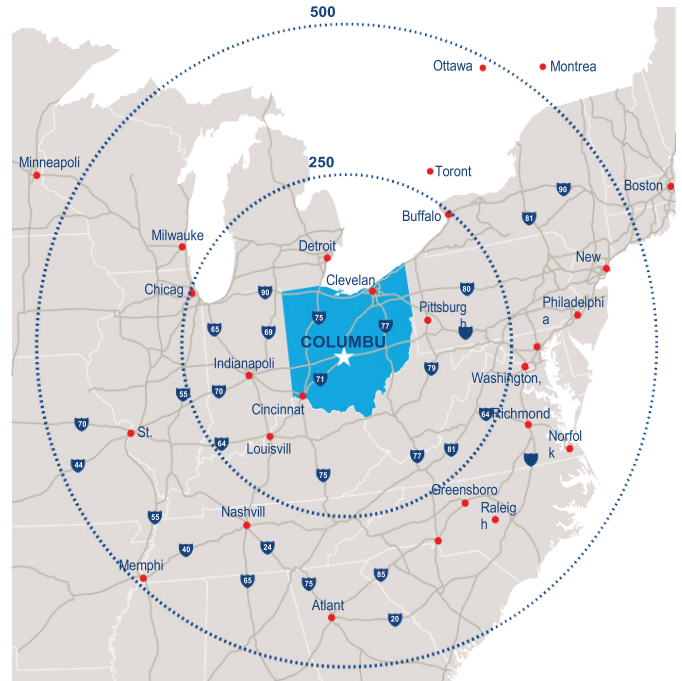 500
Ottawa
Montrea
Minneapoli
250
Toront
90
Boston
Buffalo
81
Milwauke
Detroit
New
Clevelan
Chicag
90
80
Philadelphi
a
75
Pittsburg
h
77
65
69
COLUMBU
Indianapoli
79
Washington,
71
55
70
Cincinnat
64
Richmond
70
St.
64
Louisvill
Norfol
k
44
77
81
75
Greensboro
55
Nashvill
Raleig
h
40
24
Memphi
65
75
85
Atlant
20